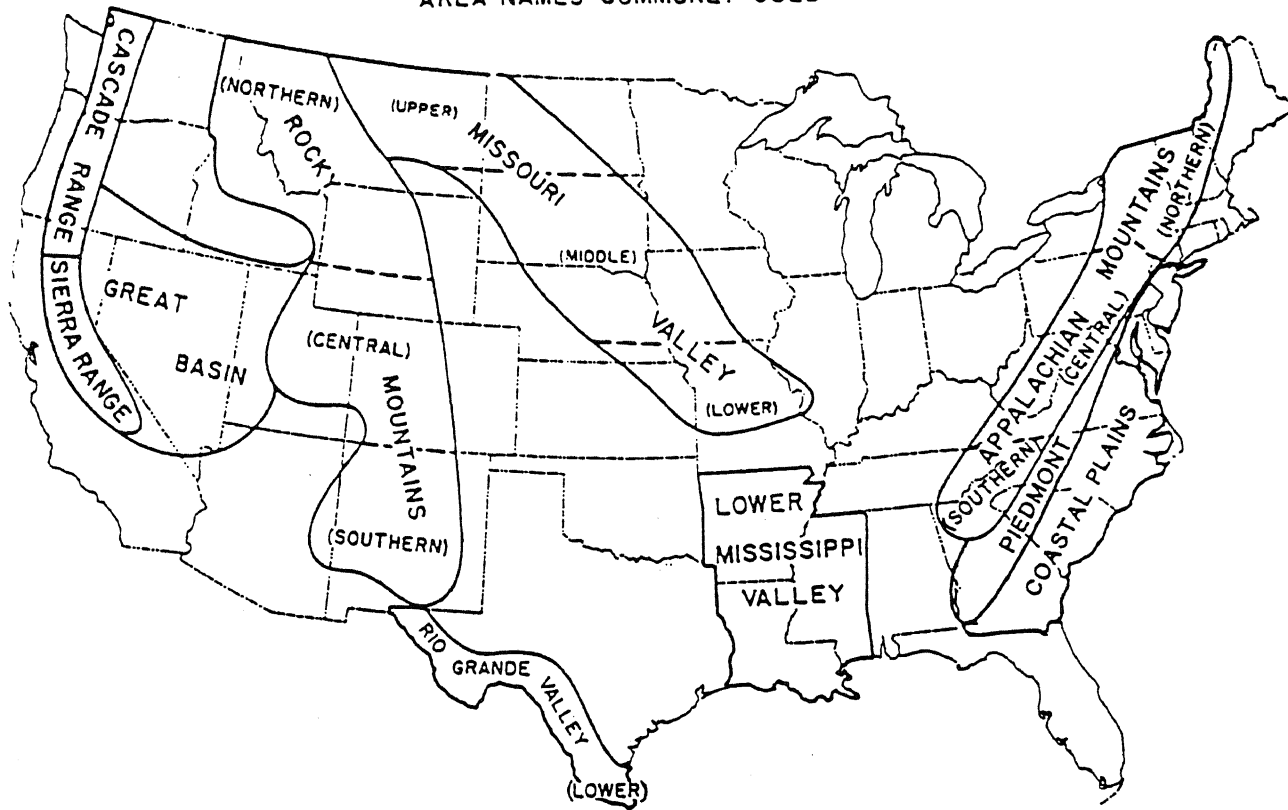 AREA NAMES COMMONLY USED
CASCADE RANGE
SIERRA RANGE
GREAT
BASIN
(NORTHERN)
ROCKY
(CENTRAL)
MOUNTAINS
(SOUTHERN)
(UPPER)
MISSOURI
(MIDDLE)
VALLEY
(LOWER)
LOWER
MISSISSIPPI
VALLEY
RIO
GRANDE
VALLEY
(LOWER)
APPALACHIAN MOUNTAINS
(NORTHERN)
(CENTRAL)
(SOUTHERN)
PIEDMONT
COASTAL PLAINS